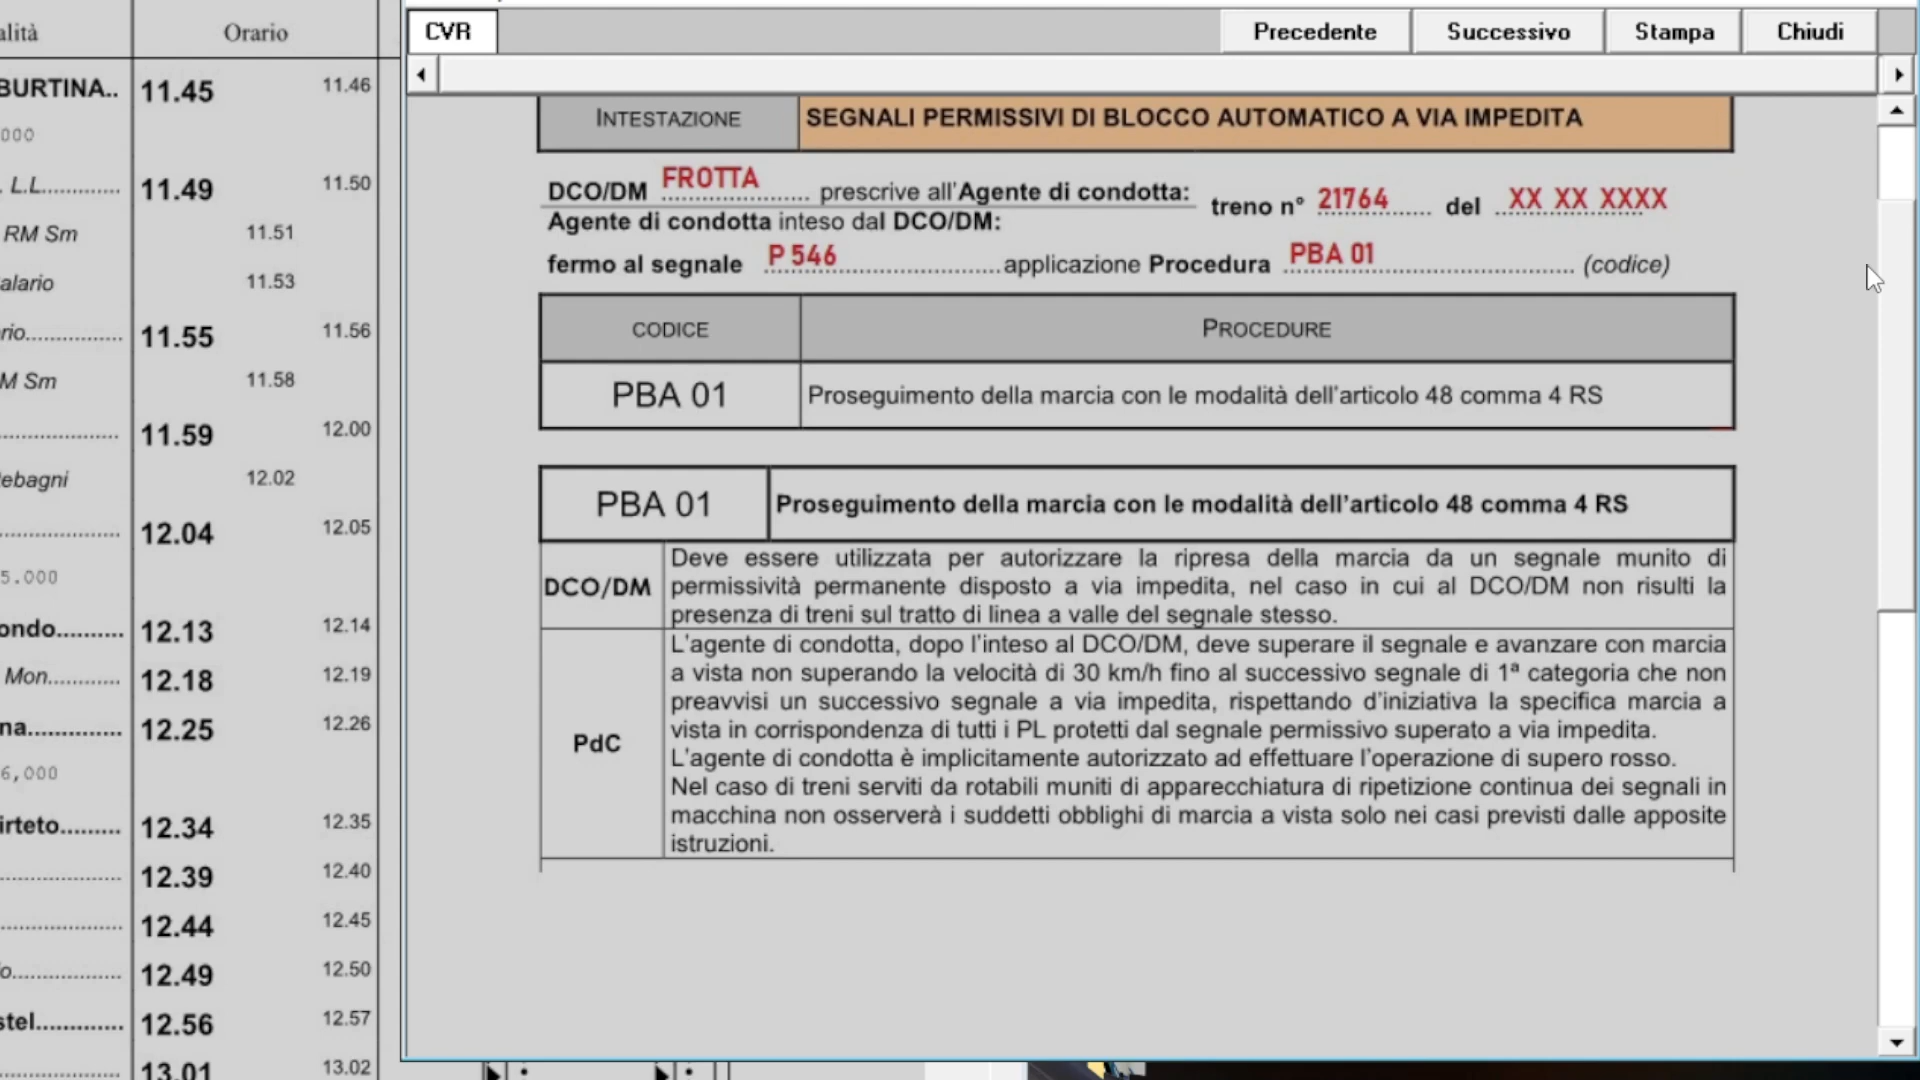 alità Orario
BURTINA.. 11.45 11.46
000
. L.L............. 11.49 11.50
RM Sm 11.51
alario 11.53
rio................ 11.55 11.56
M Sm 11.58
................... 11.59 12.00
ebagni 12.02
................... 12.04 12.05
5.000
ondo.......... 12.13 12.14
Mon............ 12.18 12.19
na.............. 12.25 12.26
6,000
irteto......... 12.34 12.35
................... 12.39 12.40
................... 12.44 12.45
o.................. 12.49 12.50
stel............. 12.56 12.57
................... 13.01 13.02
CVR Precedente Successivo Stampa Chiudi
INTESTAZIONE SEGNALI PERMISSIVI DI BLOCCO AUTOMATICO A VIA IMPEDITA
DCO/DM FROTTA prescrive all'Agente di condotta:
Agente di condotta inteso dal DCO/DM:
treno n° 21764 del XX XX XXXX
fermo al segnale P 546 applicazione Procedura PBA 01 (codice)
CODICE PROCEDURE
PBA 01 Proseguimento della marcia con le modalità dell'articolo 48 comma 4 RS
PBA 01 Proseguimento della marcia con le modalità dell'articolo 48 comma 4 RS
DCO/DM
Deve essere utilizzata per autorizzare la ripresa della marcia da un segnale munito di
permissività permanente disposto a via impedita, nel caso in cui al DCO/DM non risulti la
presenza di treni sul tratto di linea a valle del segnale stesso.
PdC
L'agente di condotta, dopo l'inteso al DCO/DM, deve superare il segnale e avanzare con marcia
a vista non superando la velocità di 30 km/h fino al successivo segnale di 1ª categoria che non
preavvisi un successivo segnale a via impedita, rispettando d'iniziativa la specifica marcia a
vista in corrispondenza di tutti i PL protetti dal segnale permissivo superato a via impedita.
L'agente di condotta è implicitamente autorizzato ad effettuare l'operazione di supero rosso.
Nel caso di treni serviti da rotabili muniti di apparecchiatura di ripetizione continua dei segnali in
macchina non osserverà i suddetti obblighi di marcia a vista solo nei casi previsti dalle apposite
istruzioni.